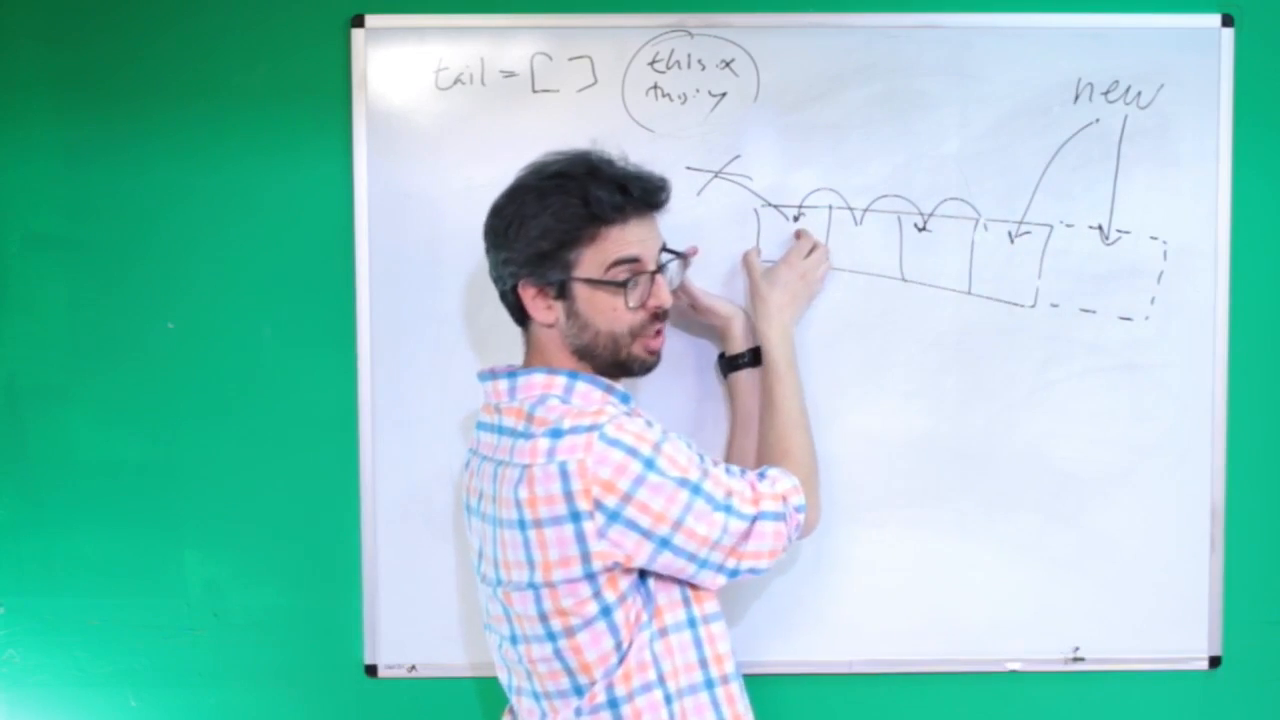 tail = [ ]
this.x
this.y
new